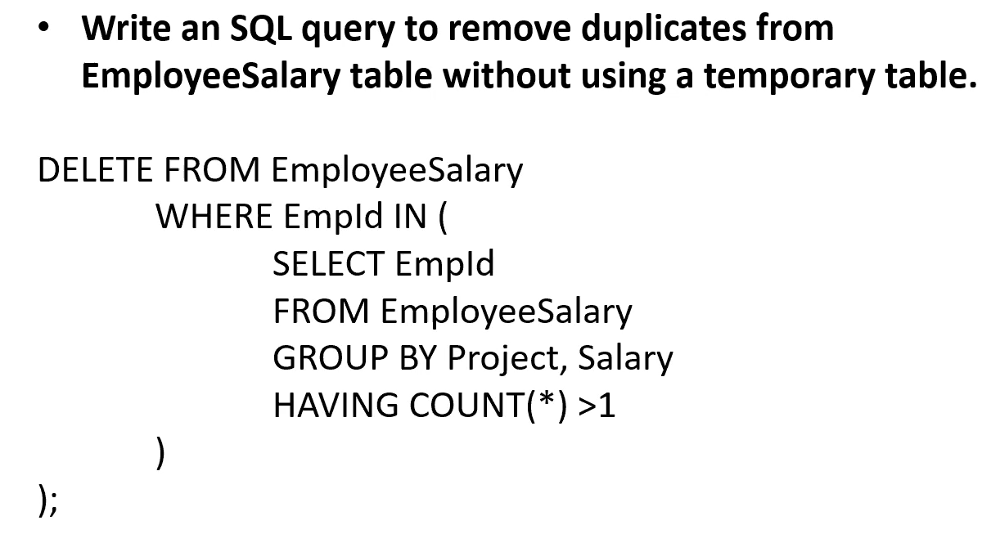 • Write an SQL query to remove duplicates from
EmployeeSalary table without using a temporary table.
DELETE FROM EmployeeSalary
WHERE EmpId IN (
SELECT EmpId
FROM EmployeeSalary
GROUP BY Project, Salary
HAVING COUNT(*) >1
)
);